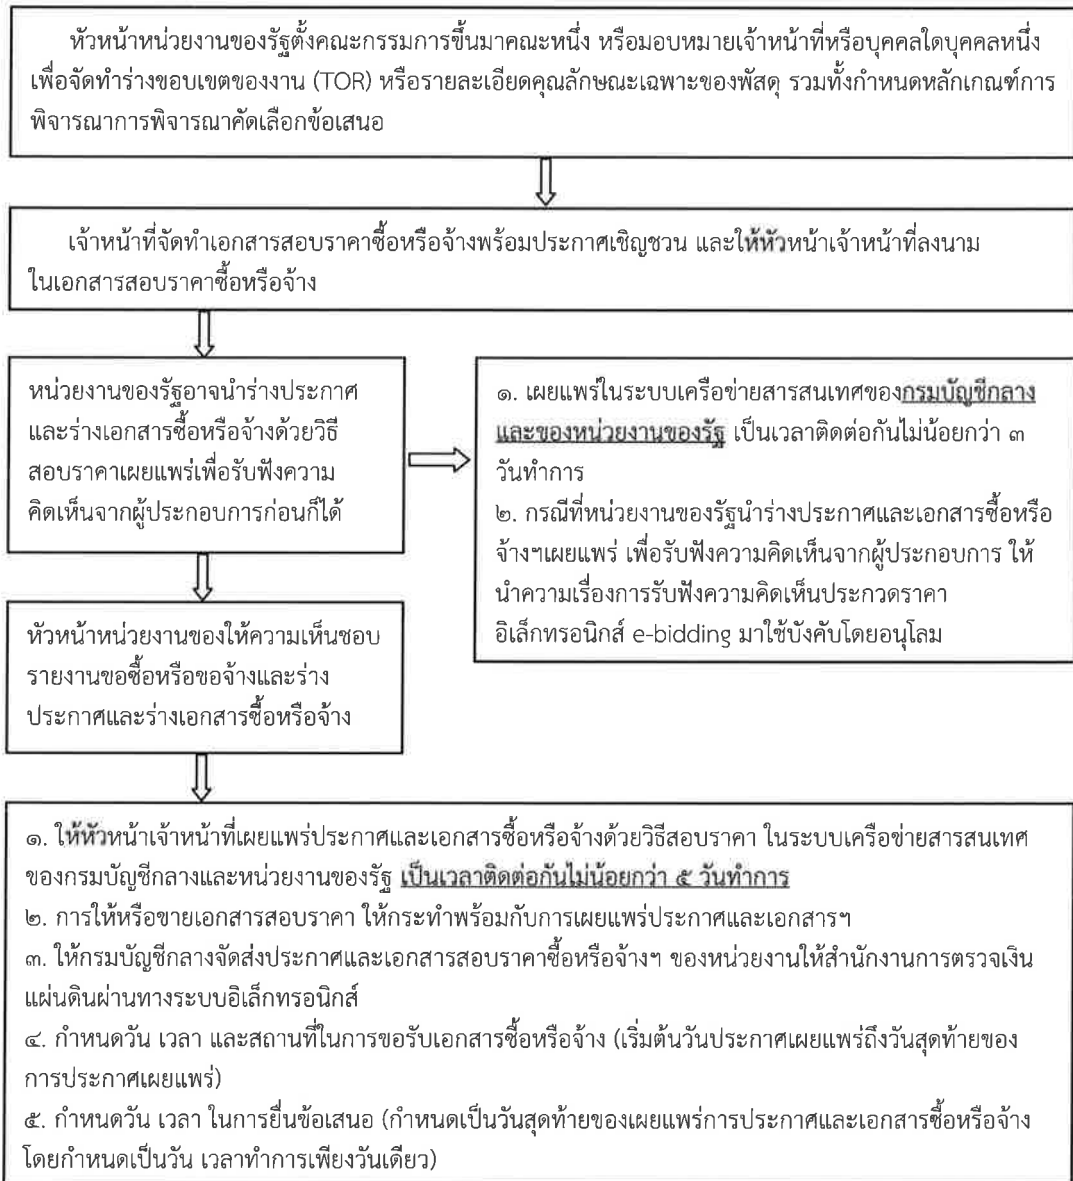 หัวหน้าหน่วยงานของรัฐตั้งคณะกรรมการขึ้นมาคณะหนึ่ง หรือมอบหมายเจ้าหน้าที่หรือบุคคลใดบุคคลหนึ่ง
เพื่อจัดทำร่างขอบเขตของงาน (TOR) หรือรายละเอียดคุณลักษณะเฉพาะของพัสดุ รวมทั้งกำหนดหลักเกณฑ์การ
พิจารณาการพิจารณาคัดเลือกข้อเสนอ
เจ้าหน้าที่จัดทำเอกสารสอบราคาซื้อหรือจ้างพร้อมประกาศเชิญชวน และให้หัวหน้าเจ้าหน้าที่ลงนาม
ในเอกสารสอบราคาซื้อหรือจ้าง
หน่วยงานของรัฐอาจนำร่างประกาศ
และร่างเอกสารซื้อหรือจ้างด้วยวิธี
สอบราคาเผยแพร่เพื่อรับฟังความ
คิดเห็นจากผู้ประกอบการก่อนก็ได้
๑. เผยแพร่ในระบบเครือข่ายสารสนเทศของกรมบัญชีกลาง
และของหน่วยงานของรัฐ เป็นเวลาติดต่อกันไม่น้อยกว่า ๓
วันทำการ
๒. กรณีที่หน่วยงานของรัฐนำร่างประกาศและเอกสารซื้อหรือ
จ้างฯเผยแพร่ เพื่อรับฟังความคิดเห็นจากผู้ประกอบการ ให้
นำความเรื่องการรับฟังความคิดเห็นประกวดราคา
อิเล็กทรอนิกส์ e-bidding มาใช้บังคับโดยอนุโลม
หัวหน้าหน่วยงานของให้ความเห็นชอบ
รายงานขอซื้อหรือขอจ้างและร่าง
ประกาศและร่างเอกสารซื้อหรือจ้าง
๑. ให้หัวหน้าเจ้าหน้าที่เผยแพร่ประกาศและเอกสารซื้อหรือจ้างด้วยวิธีสอบราคา ในระบบเครือข่ายสารสนเทศ
ของกรมบัญชีกลางและหน่วยงานของรัฐ เป็นเวลาติดต่อกันไม่น้อยกว่า ๕ วันทำการ
๒. การให้หรือขายเอกสารสอบราคา ให้กระทำพร้อมกับการเผยแพร่ประกาศและเอกสารฯ
๓. ให้กรมบัญชีกลางจัดส่งประกาศและเอกสารสอบราคาซื้อหรือจ้างฯ ของหน่วยงานให้สำนักงานการตรวจเงิน
แผ่นดินผ่านทางระบบอิเล็กทรอนิกส์
๔. กำหนดวัน เวลา และสถานที่ในการขอรับเอกสารซื้อหรือจ้าง (เริ่มต้นวันประกาศเผยแพร่ถึงวันสุดท้ายของ
การประกาศเผยแพร่)
๕. กำหนดวัน เวลา ในการยื่นข้อเสนอ (กำหนดเป็นวันสุดท้ายของเผยแพร่การประกาศและเอกสารซื้อหรือจ้าง
โดยกำหนดเป็นวัน เวลาทำการเพียงวันเดียว)